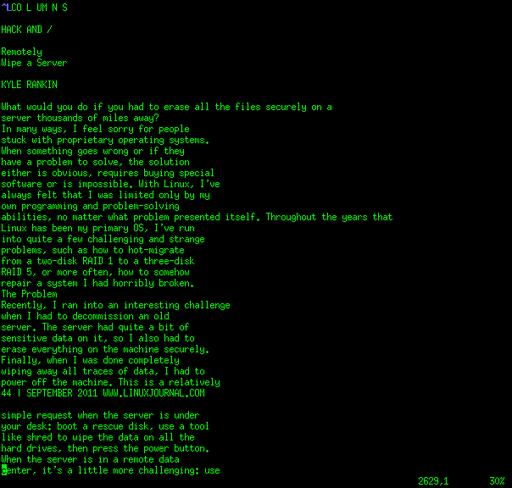 ^LCO L UM N S
HACK AND /
Remotely
Wipe a Server
KYLE RANKIN
What would you do if you had to erase all the files securely on a
server thousands of miles away?
In many ways, I feel sorry for people
stuck with proprietary operating systems.
When something goes wrong or if they
have a problem to solve, the solution
either is obvious, requires buying special
software or is impossible. With Linux, I've
always felt that I was limited only by my
own programming and problem-solving
abilities, no matter what problem presented itself. Throughout the years that
Linux has been my primary OS, I've run
into quite a few challenging and strange
problems, such as how to hot-migrate
from a two-disk RAID 1 to a three-disk
RAID 5, or more often, how to somehow
repair a system I had horribly broken.
The Problem
Recently, I ran into an interesting challenge
when I had to decommission an old
server. The server had quite a bit of
sensitive data on it, so I also had to
erase everything on the machine securely.
Finally, when I was done completely
wiping away all traces of data, I had to
power off the machine. This is a relatively
44 | SEPTEMBER 2011 WWW.LINUXJOURNAL.COM
simple request when the server is under
your desk: boot a rescue disk, use a tool
like shred to wipe the data on all the
hard drives, then press the power button.
When the server is in a remote data
center, it's a little more challenging: use
2629,1 30%